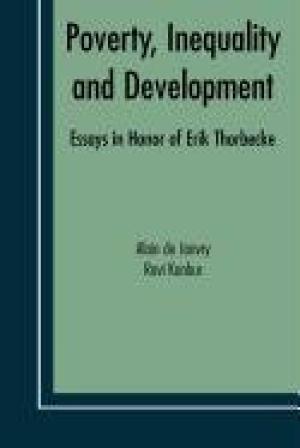 Poverty, Inequality
and Development
Essays in Honor of Erik Thorbecke
Alain de Janvry
Ravi Kanbur